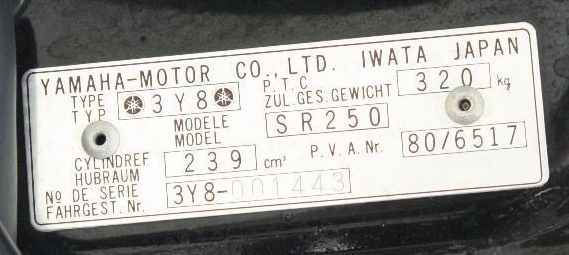 YAMAHA-MOTOR CO., LTD. IWATA JAPAN
TYPE
TYP 3Y8
P.T.C
ZUL.GES.GEWICHT 320 kg
MODELE
MODEL SR250
CYLINDREE
HUBRAUM 239 cm³
P.V.A. Nr. 80/6517
No DE SERIE
FAHRGEST. Nr. 3Y8-001443